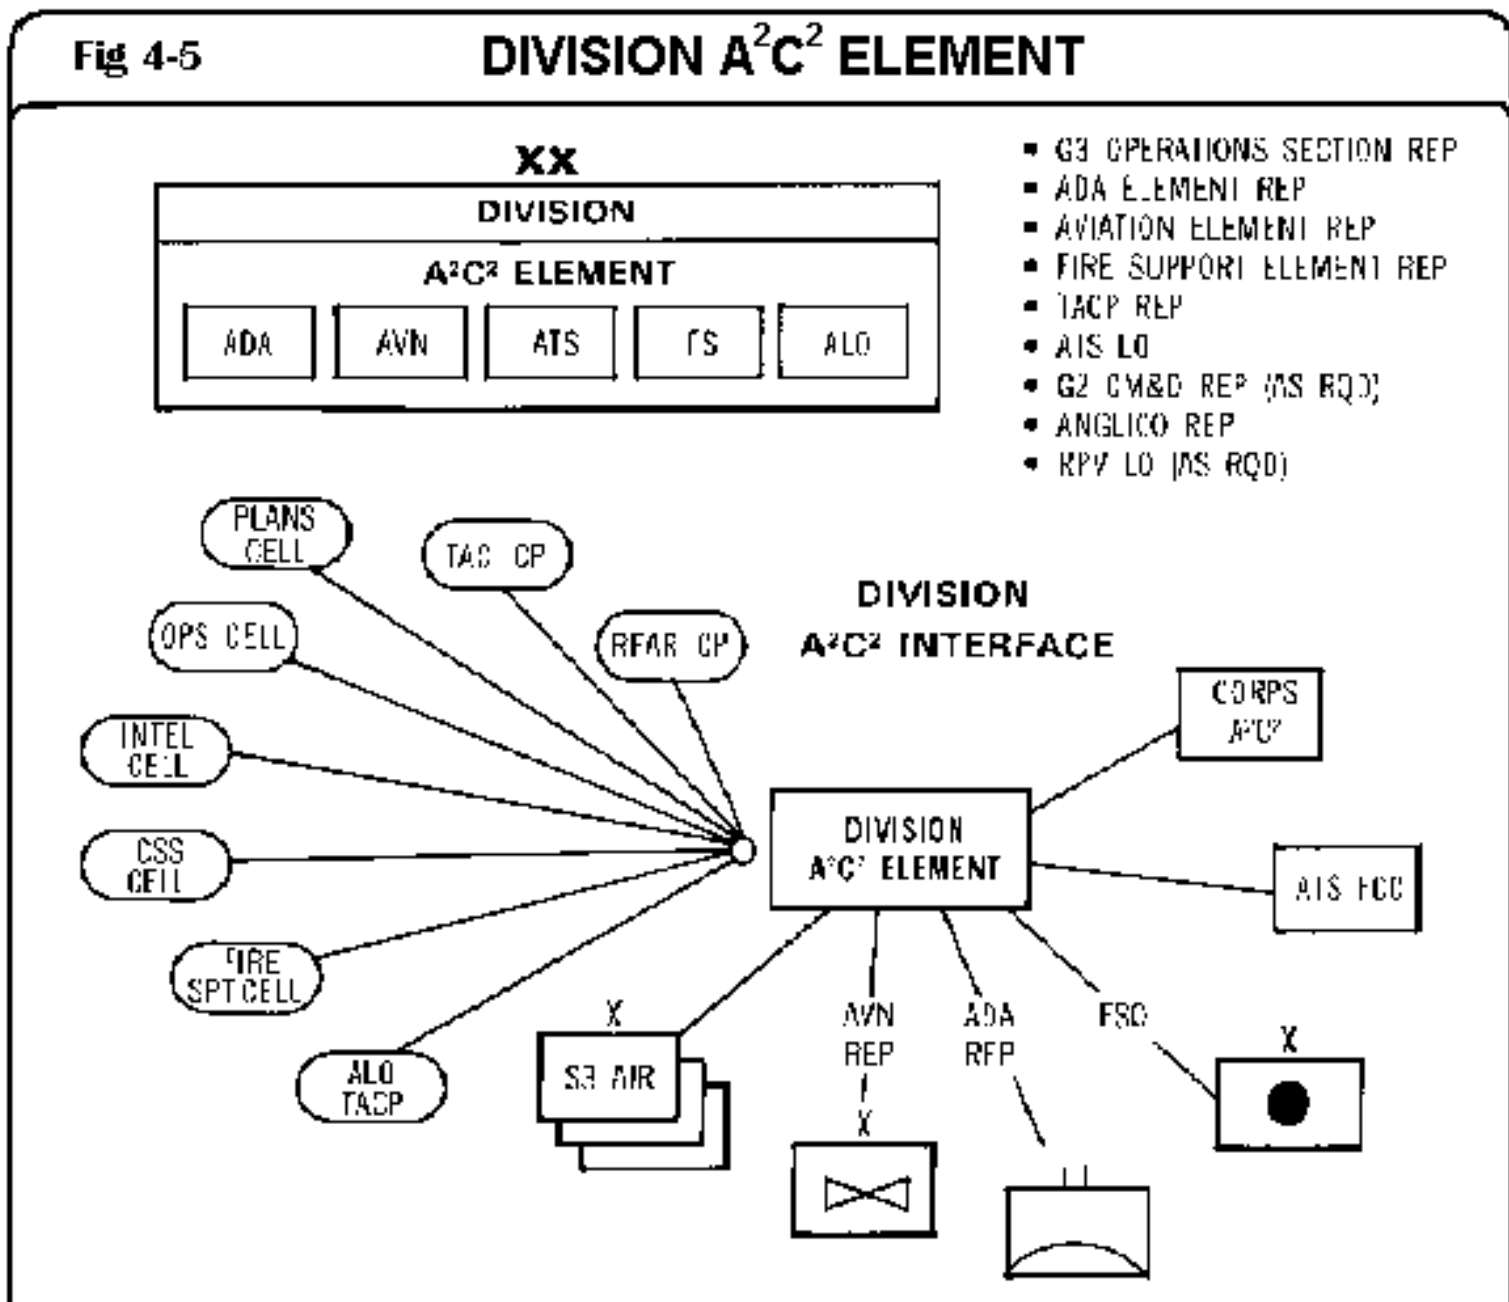 Fig 4-5
DIVISION A²C² ELEMENT
XX
DIVISION
A²C² ELEMENT
ADA
AVN
ATS
FS
ALO
▪ G3 OPERATIONS SECTION REP
▪ ADA ELEMENT REP
▪ AVIATION ELEMENT REP
• FIRE SUPPORT ELEMENT REP
▪ TACP REP
• ATS LO
• G2 CM&D REP (AS RQD)
• ANGLICO REP
• RPV LO (AS RQD)
PLANS
CELL
TAC CP
OPS CELL
REAR CP
DIVISION
A²C² INTERFACE
INTEL
CELL
CORPS
A²C²
CSS
CELL
DIVISION
A²C² ELEMENT
ATS FCC
FIRE
SPT CELL
ALO
TACP
X
S3 AIR
AVN
REP
X
ADA
REP
FSO
X